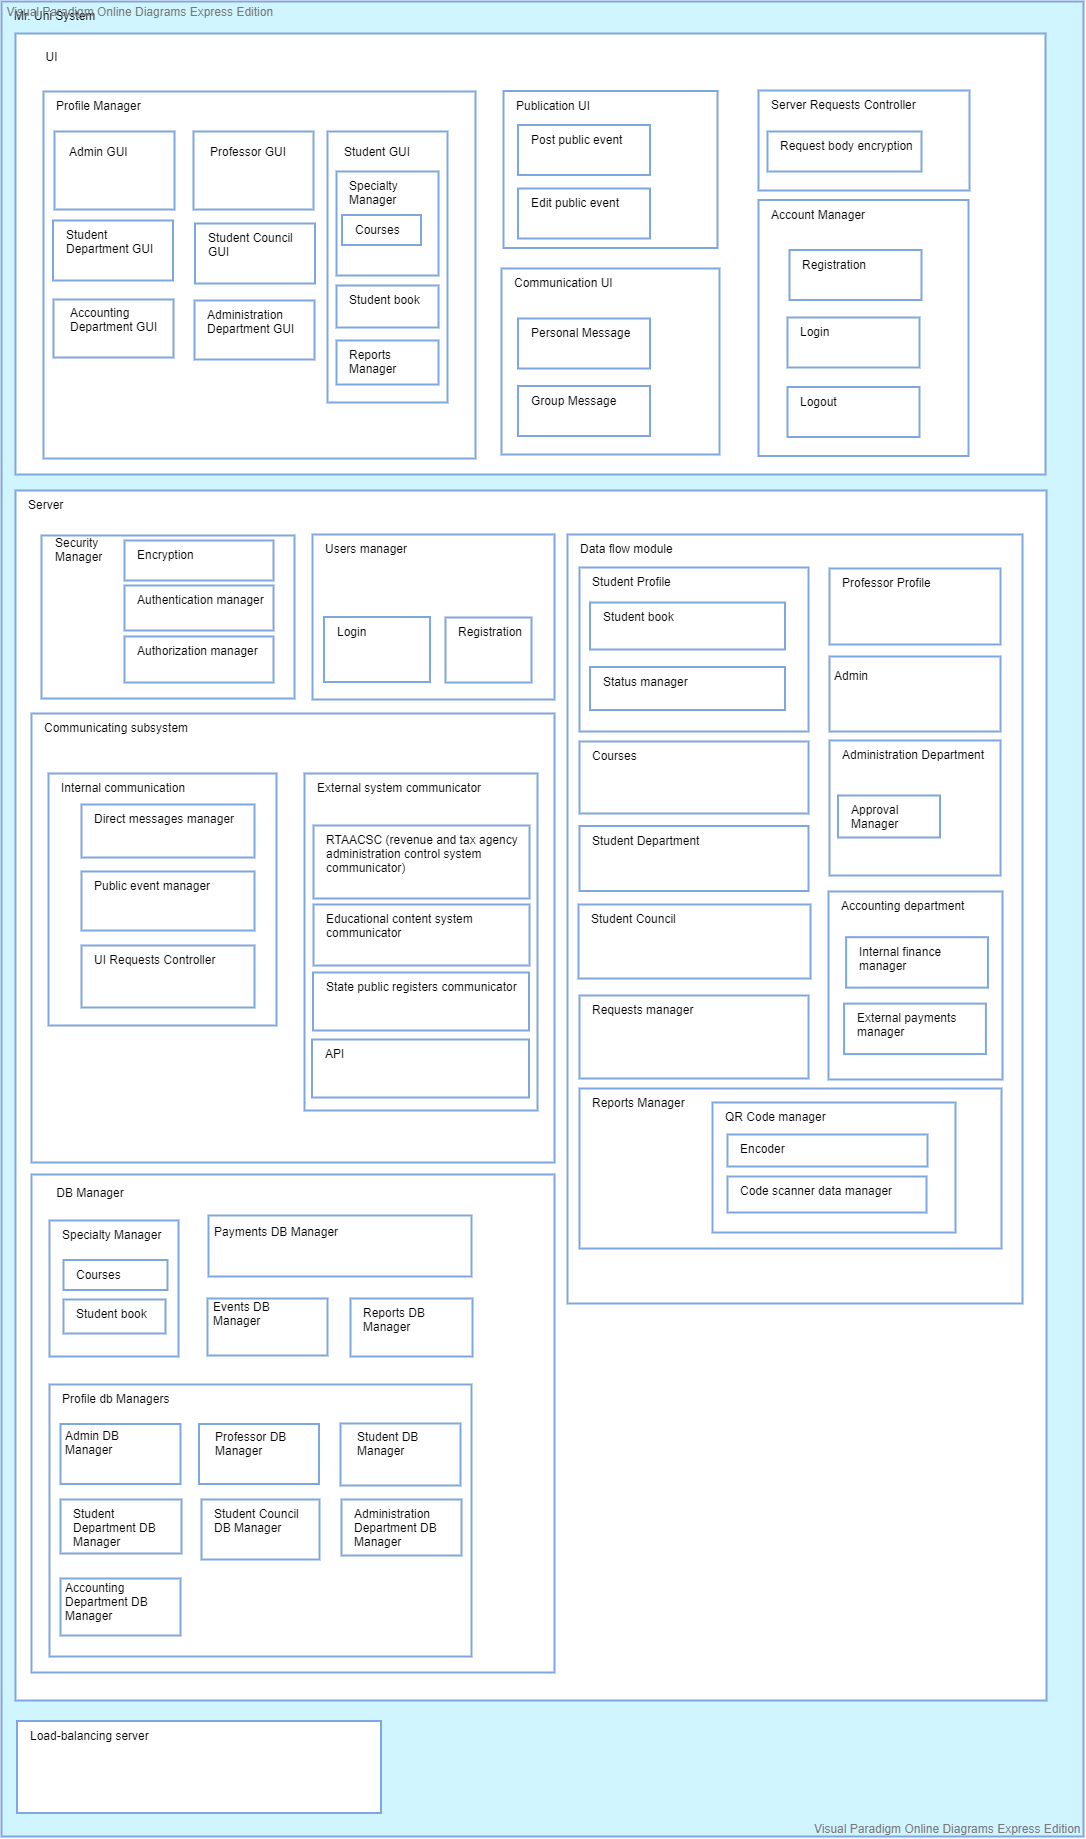 Visual Paradigm Online Diagrams Express Edition
Mr. Uni System
UI
Profile Manager
Admin GUI
Professor GUI
Student GUI
Specialty
Manager
Courses
Student
Department GUI
Student Council
GUI
Student book
Accounting
Department GUI
Administration
Department GUI
Reports
Manager
Publication UI
Post public event
Edit public event
Communication UI
Personal Message
Group Message
Server Requests Controller
Request body encryption
Account Manager
Registration
Login
Logout
Server
Security
Manager
Encryption
Authentication manager
Authorization manager
Users manager
Login
Registration
Communicating subsystem
Internal communication
Direct messages manager
Public event manager
UI Requests Controller
External system communicator
RTAACSC (revenue and tax agency
administration control system
communicator)
Educational content system
communicator
State public registers communicator
API
Data flow module
Student Profile
Student book
Status manager
Professor Profile
Admin
Courses
Administration Department
Approval
Manager
Student Department
Student Council
Accounting department
Internal finance
manager
External payments
manager
Requests manager
Reports Manager
QR Code manager
Encoder
Code scanner data manager
DB Manager
Specialty Manager
Courses
Student book
Payments DB Manager
Events DB
Manager
Reports DB
Manager
Profile db Managers
Admin DB
Manager
Professor DB
Manager
Student DB
Manager
Student
Department DB
Manager
Student Council
DB Manager
Administration
Department DB
Manager
Accounting
Department DB
Manager
Load-balancing server
Visual Paradigm Online Diagrams Express Edition